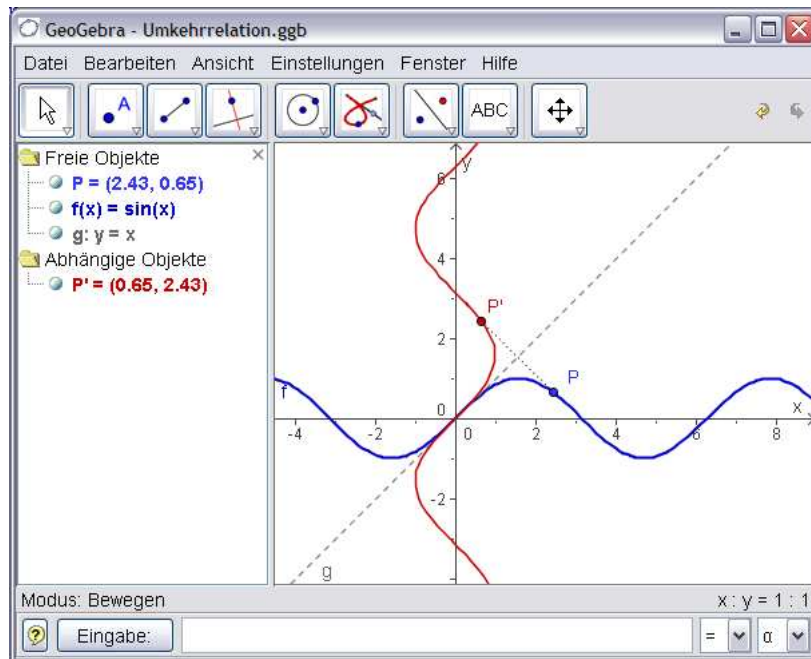 GeoGebra - Umkehrrelation.ggb
Datei Bearbeiten Ansicht Einstellungen Fenster Hilfe
A
ABC
Freie Objekte
P = (2.43, 0.65)
f(x) = sin(x)
g: y = x
Abhängige Objekte
P' = (0.65, 2.43)
y
6
4
P'
2
P
f
x
0
-4 -2 0 2 4 6 8
-2
g
Modus: Bewegen
x : y = 1 : 1
Eingabe:
= α